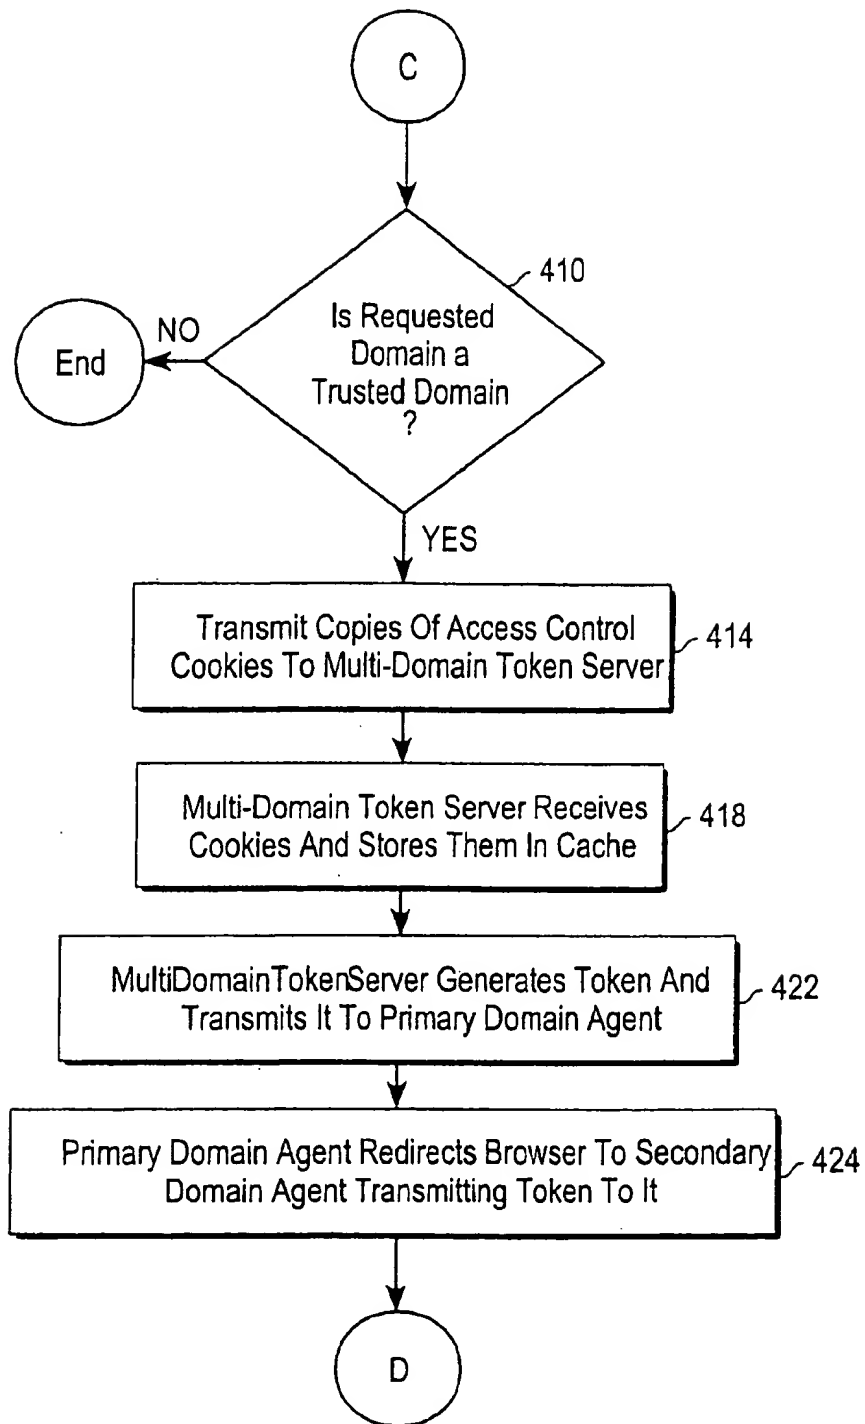 C
410
Is Requested
Domain a
Trusted Domain
?
NO
End
YES
Transmit Copies Of Access Control
Cookies To Multi-Domain Token Server
414
Multi-Domain Token Server Receives
Cookies And Stores Them In Cache
418
MultiDomainTokenServer Generates Token And
Transmits It To Primary Domain Agent
422
Primary Domain Agent Redirects Browser To Secondary
Domain Agent Transmitting Token To It
424
D